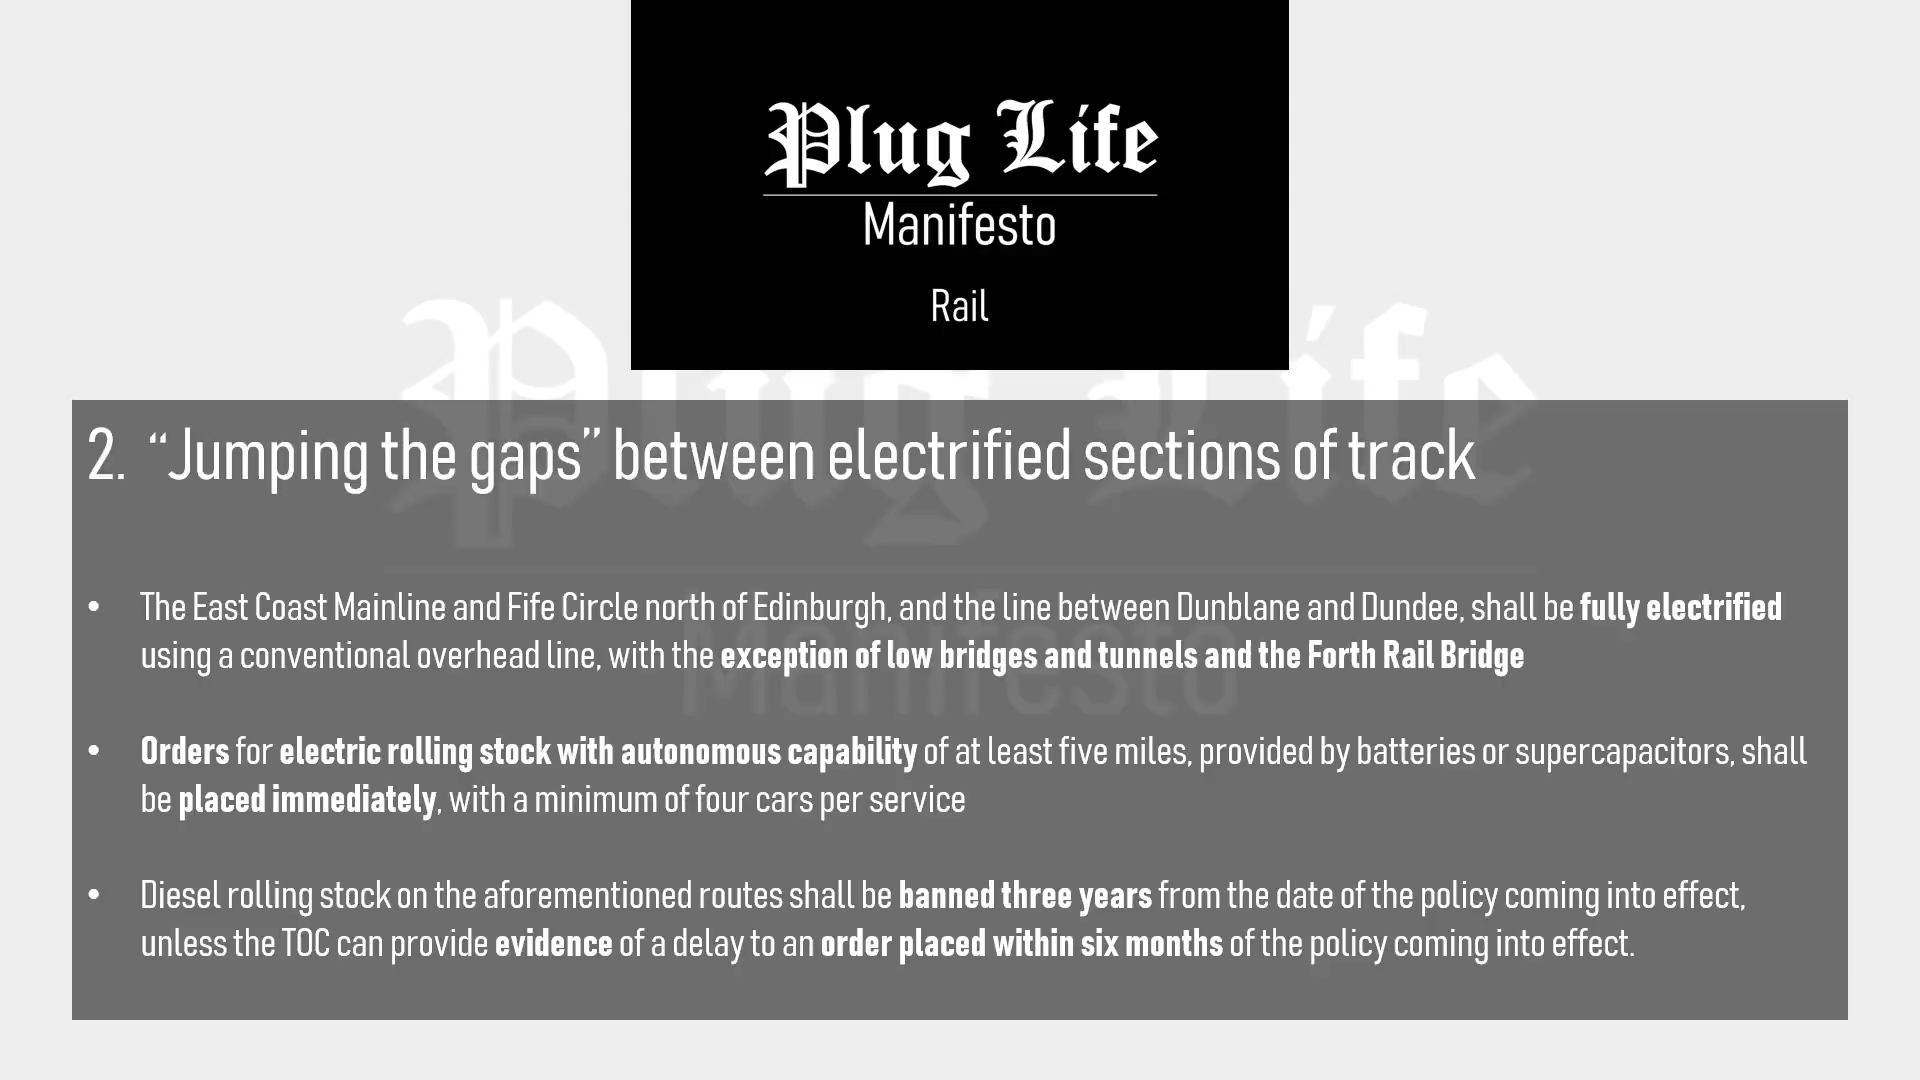 Plug Life
Manifesto
Rail
Plug Life
Manifesto
2. “Jumping the gaps” between electrified sections of track
• The East Coast Mainline and Fife Circle north of Edinburgh, and the line between Dunblane and Dundee, shall be fully electrified
using a conventional overhead line, with the exception of low bridges and tunnels and the Forth Rail Bridge
• Orders for electric rolling stock with autonomous capability of at least five miles, provided by batteries or supercapacitors, shall
be placed immediately, with a minimum of four cars per service
• Diesel rolling stock on the aforementioned routes shall be banned three years from the date of the policy coming into effect,
unless the TOC can provide evidence of a delay to an order placed within six months of the policy coming into effect.